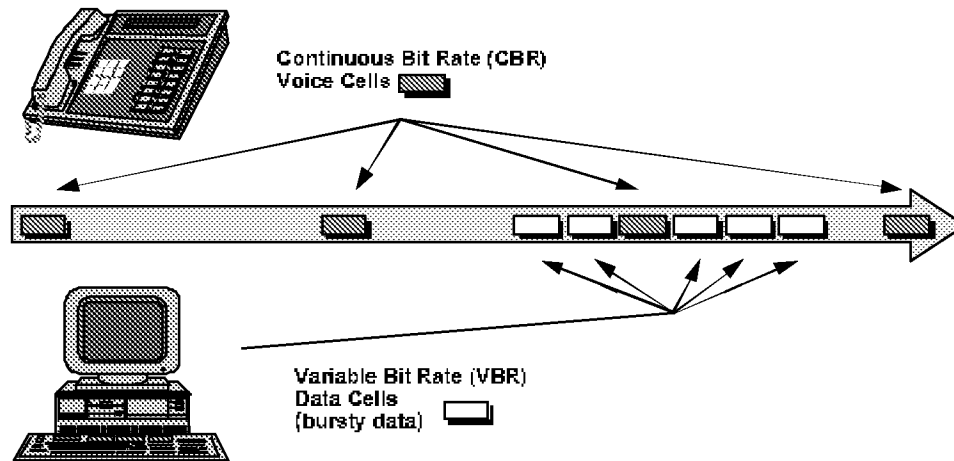 Continuous Bit Rate (CBR)
Voice Cells
Variable Bit Rate (VBR)
Data Cells
(bursty data)